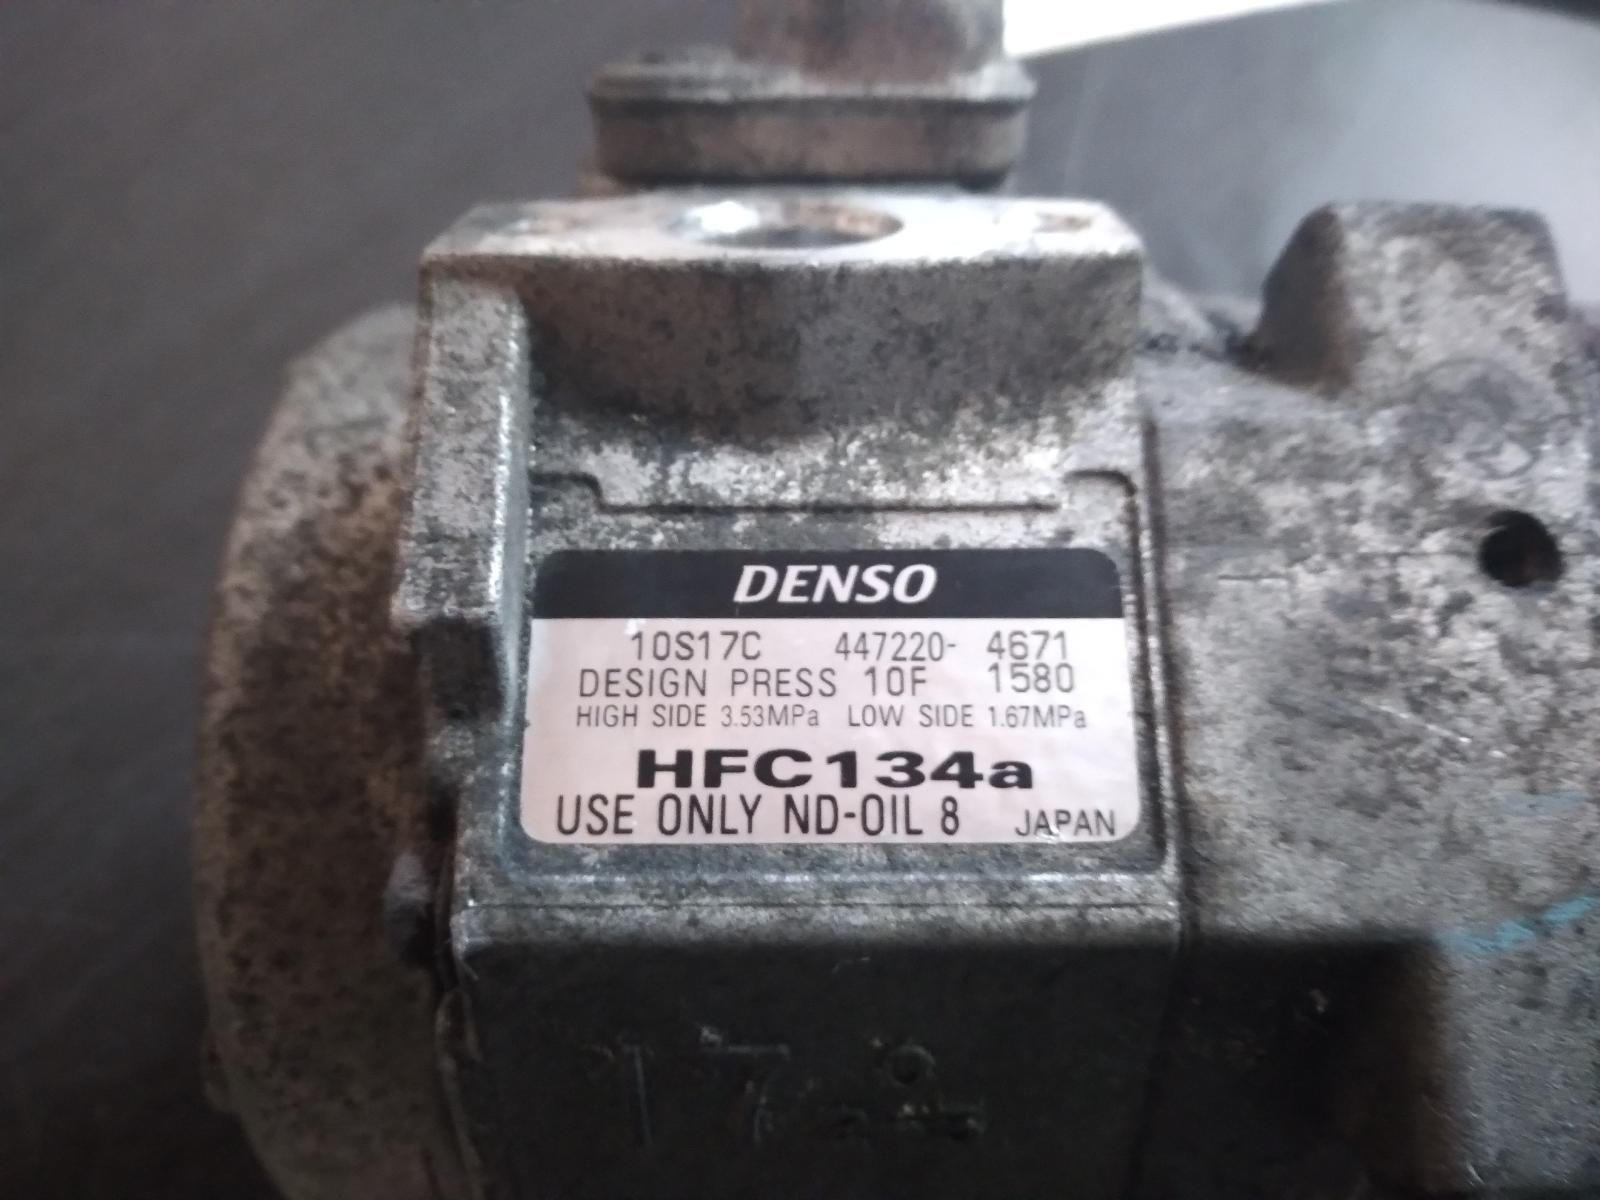 DENSO
10S17C 447220- 4671
DESIGN PRESS 10F 1580
HIGH SIDE 3.53MPa LOW SIDE 1.67MPa
HFC134a
USE ONLY ND-OIL 8 JAPAN
17